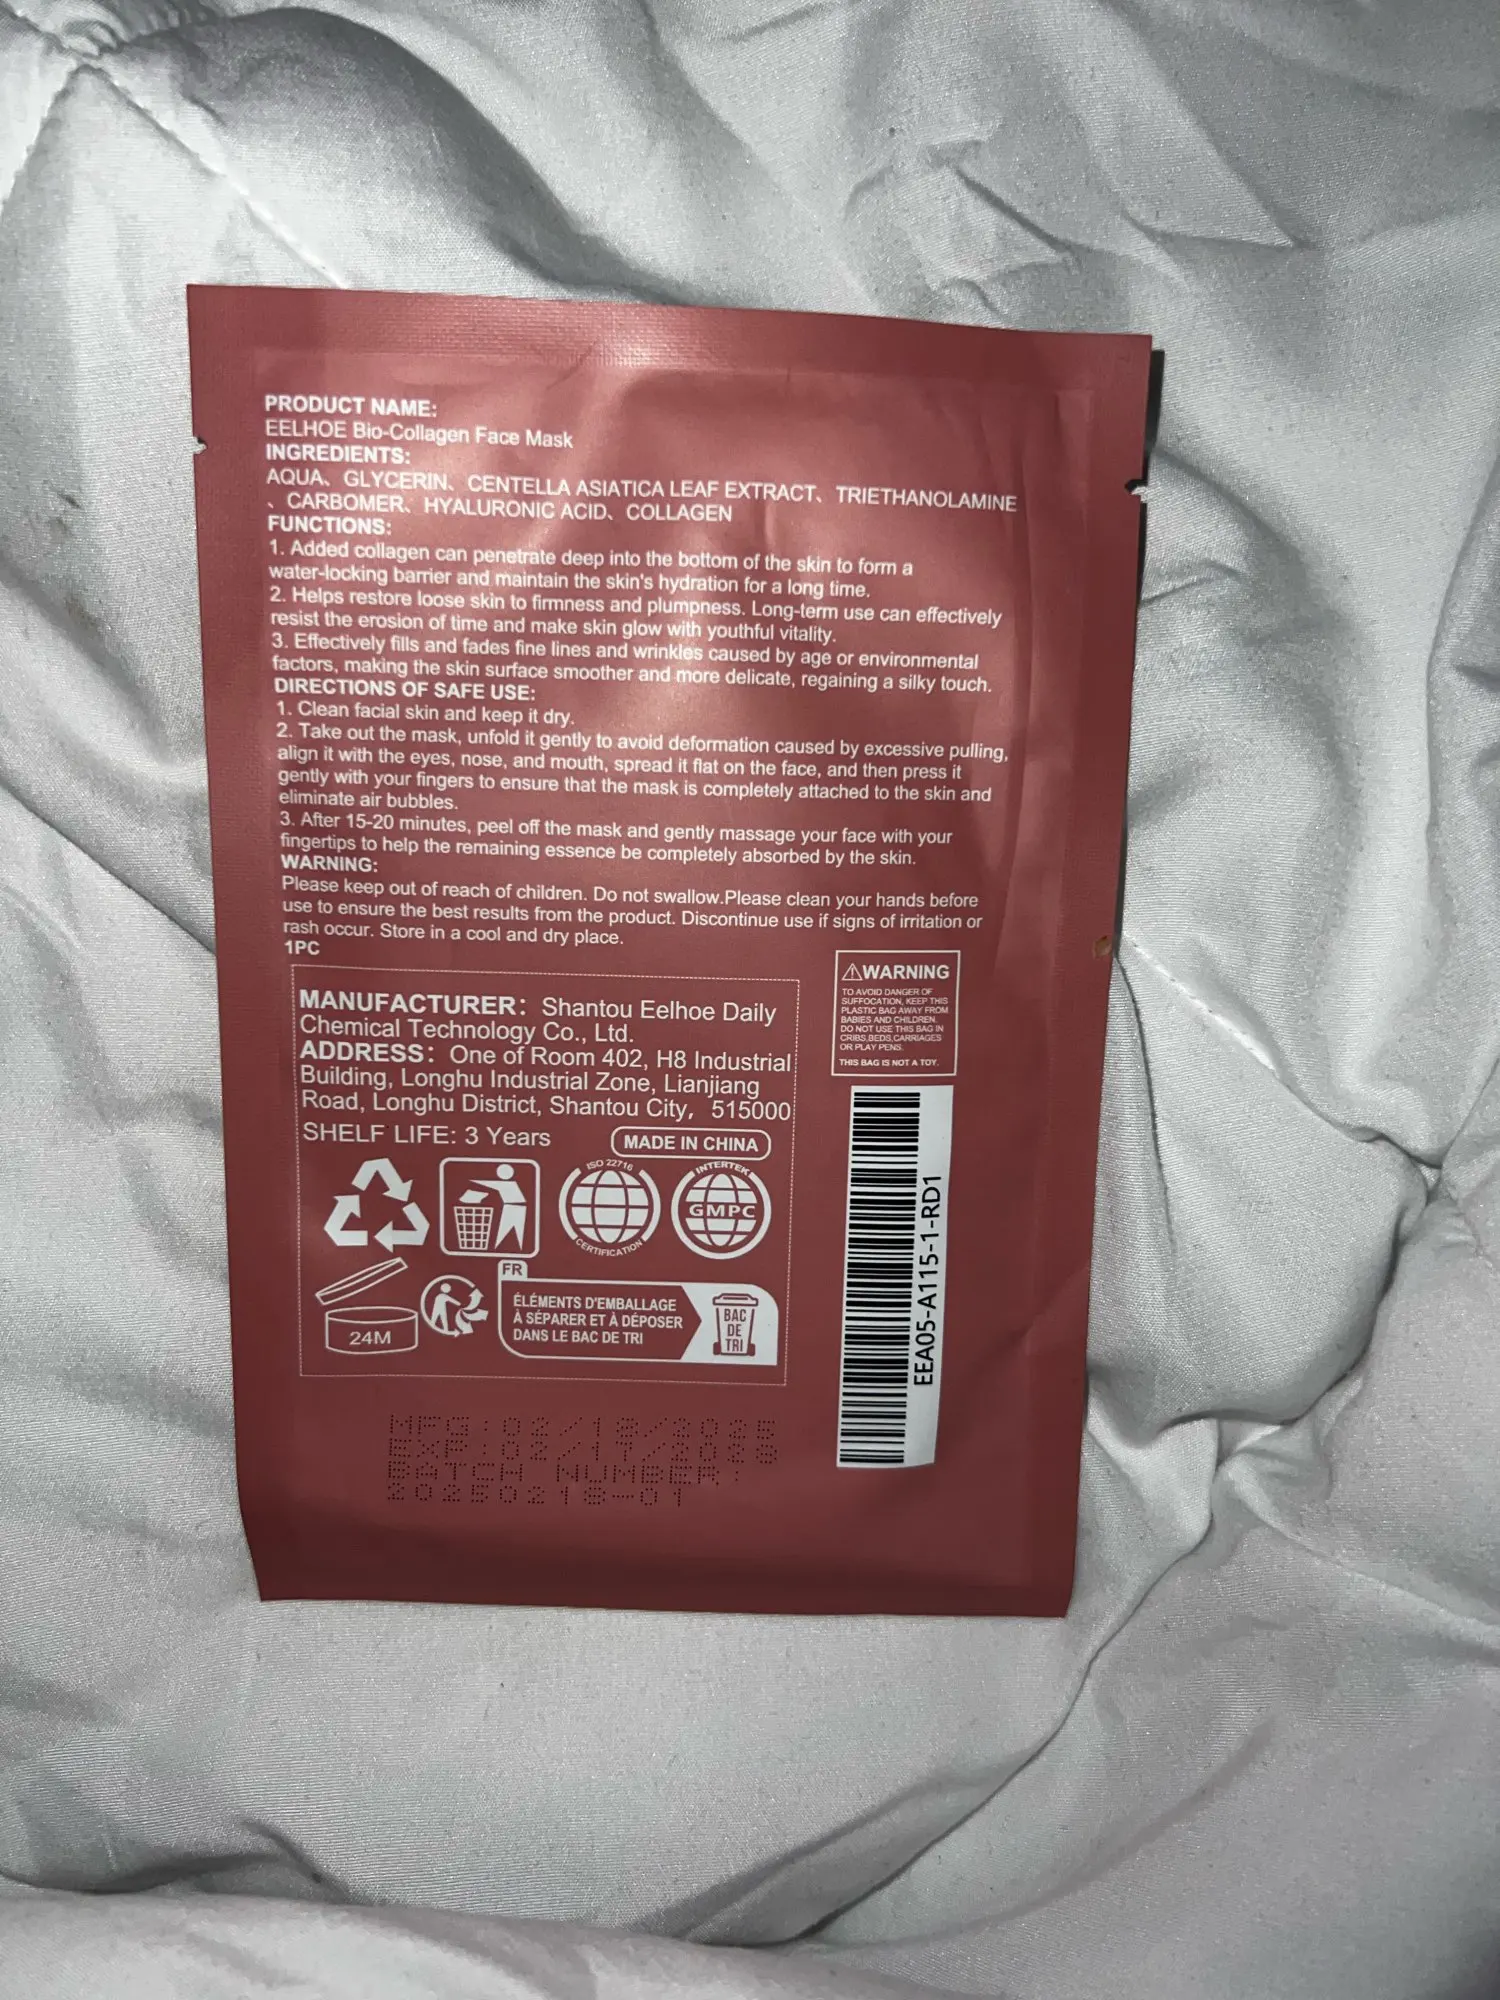 PRODUCT NAME:
EELHOE Bio-Collagen Face Mask
INGREDIENTS:
AQUA、GLYCERIN、CENTELLA ASIATICA LEAF EXTRACT、TRIETHANOLAMINE
、CARBOMER、HYALURONIC ACID、COLLAGEN
FUNCTIONS:
1. Added collagen can penetrate deep into the bottom of the skin to form a
water-locking barrier and maintain the skin's hydration for a long time.
2. Helps restore loose skin to firmness and plumpness. Long-term use can effectively
resist the erosion of time and make skin glow with youthful vitality.
3. Effectively fills and fades fine lines and wrinkles caused by age or environmental
factors, making the skin surface smoother and more delicate, regaining a silky touch.
DIRECTIONS OF SAFE USE:
1. Clean facial skin and keep it dry.
2. Take out the mask, unfold it gently to avoid deformation caused by excessive pulling,
align it with the eyes, nose, and mouth, spread it flat on the face, and then press it
gently with your fingers to ensure that the mask is completely attached to the skin and
eliminate air bubbles.
3. After 15-20 minutes, peel off the mask and gently massage your face with your
fingertips to help the remaining essence be completely absorbed by the skin.
WARNING:
Please keep out of reach of children. Do not swallow.Please clean your hands before
use to ensure the best results from the product. Discontinue use if signs of irritation or
rash occur. Store in a cool and dry place.
1PC
MANUFACTURER: Shantou Eelhoe Daily
Chemical Technology Co., Ltd.
ADDRESS: One of Room 402, H8 Industrial
Building, Longhu Industrial Zone, Lianjiang
Road, Longhu District, Shantou City, 515000
SHELF LIFE: 3 Years
MADE IN CHINA
ISO 22716
CERTIFICATION
INTERTEK
GMPC
24M
FR
ÉLÉMENTS D'EMBALLAGE
À SÉPARER ET À DÉPOSER
DANS LE BAC DE TRI
BAC
DE
TRI
WARNING
TO AVOID DANGER OF
SUFFOCATION, KEEP THIS
PLASTIC BAG AWAY FROM
BABIES AND CHILDREN.
DO NOT USE THIS BAG IN
CRIBS,BEDS,CARRIAGES
OR PLAY PENS.
THIS BAG IS NOT A TOY.
EEA05-A115-1-RD1
MFG:02/18/2025
EXP:02/17/2028
BATCH NUMBER:
20250218-01